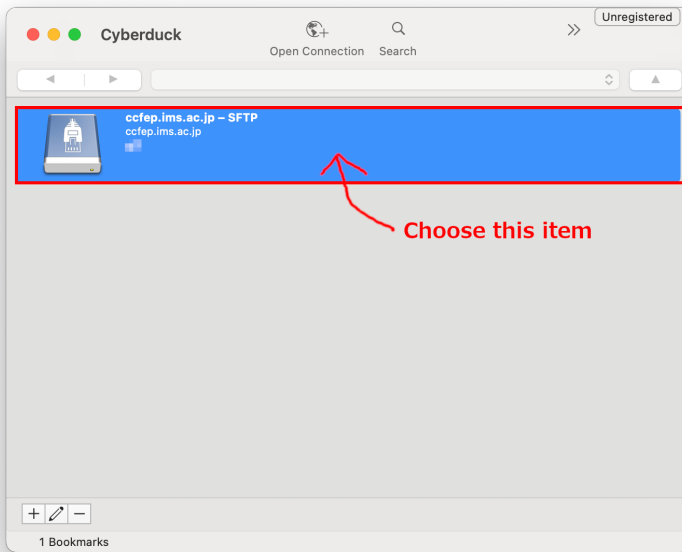 Unregistered
Cyberduck
Open Connection
Search
ccfep.ims.ac.jp – SFTP
ccfep.ims.ac.jp
Choose this item
1 Bookmarks